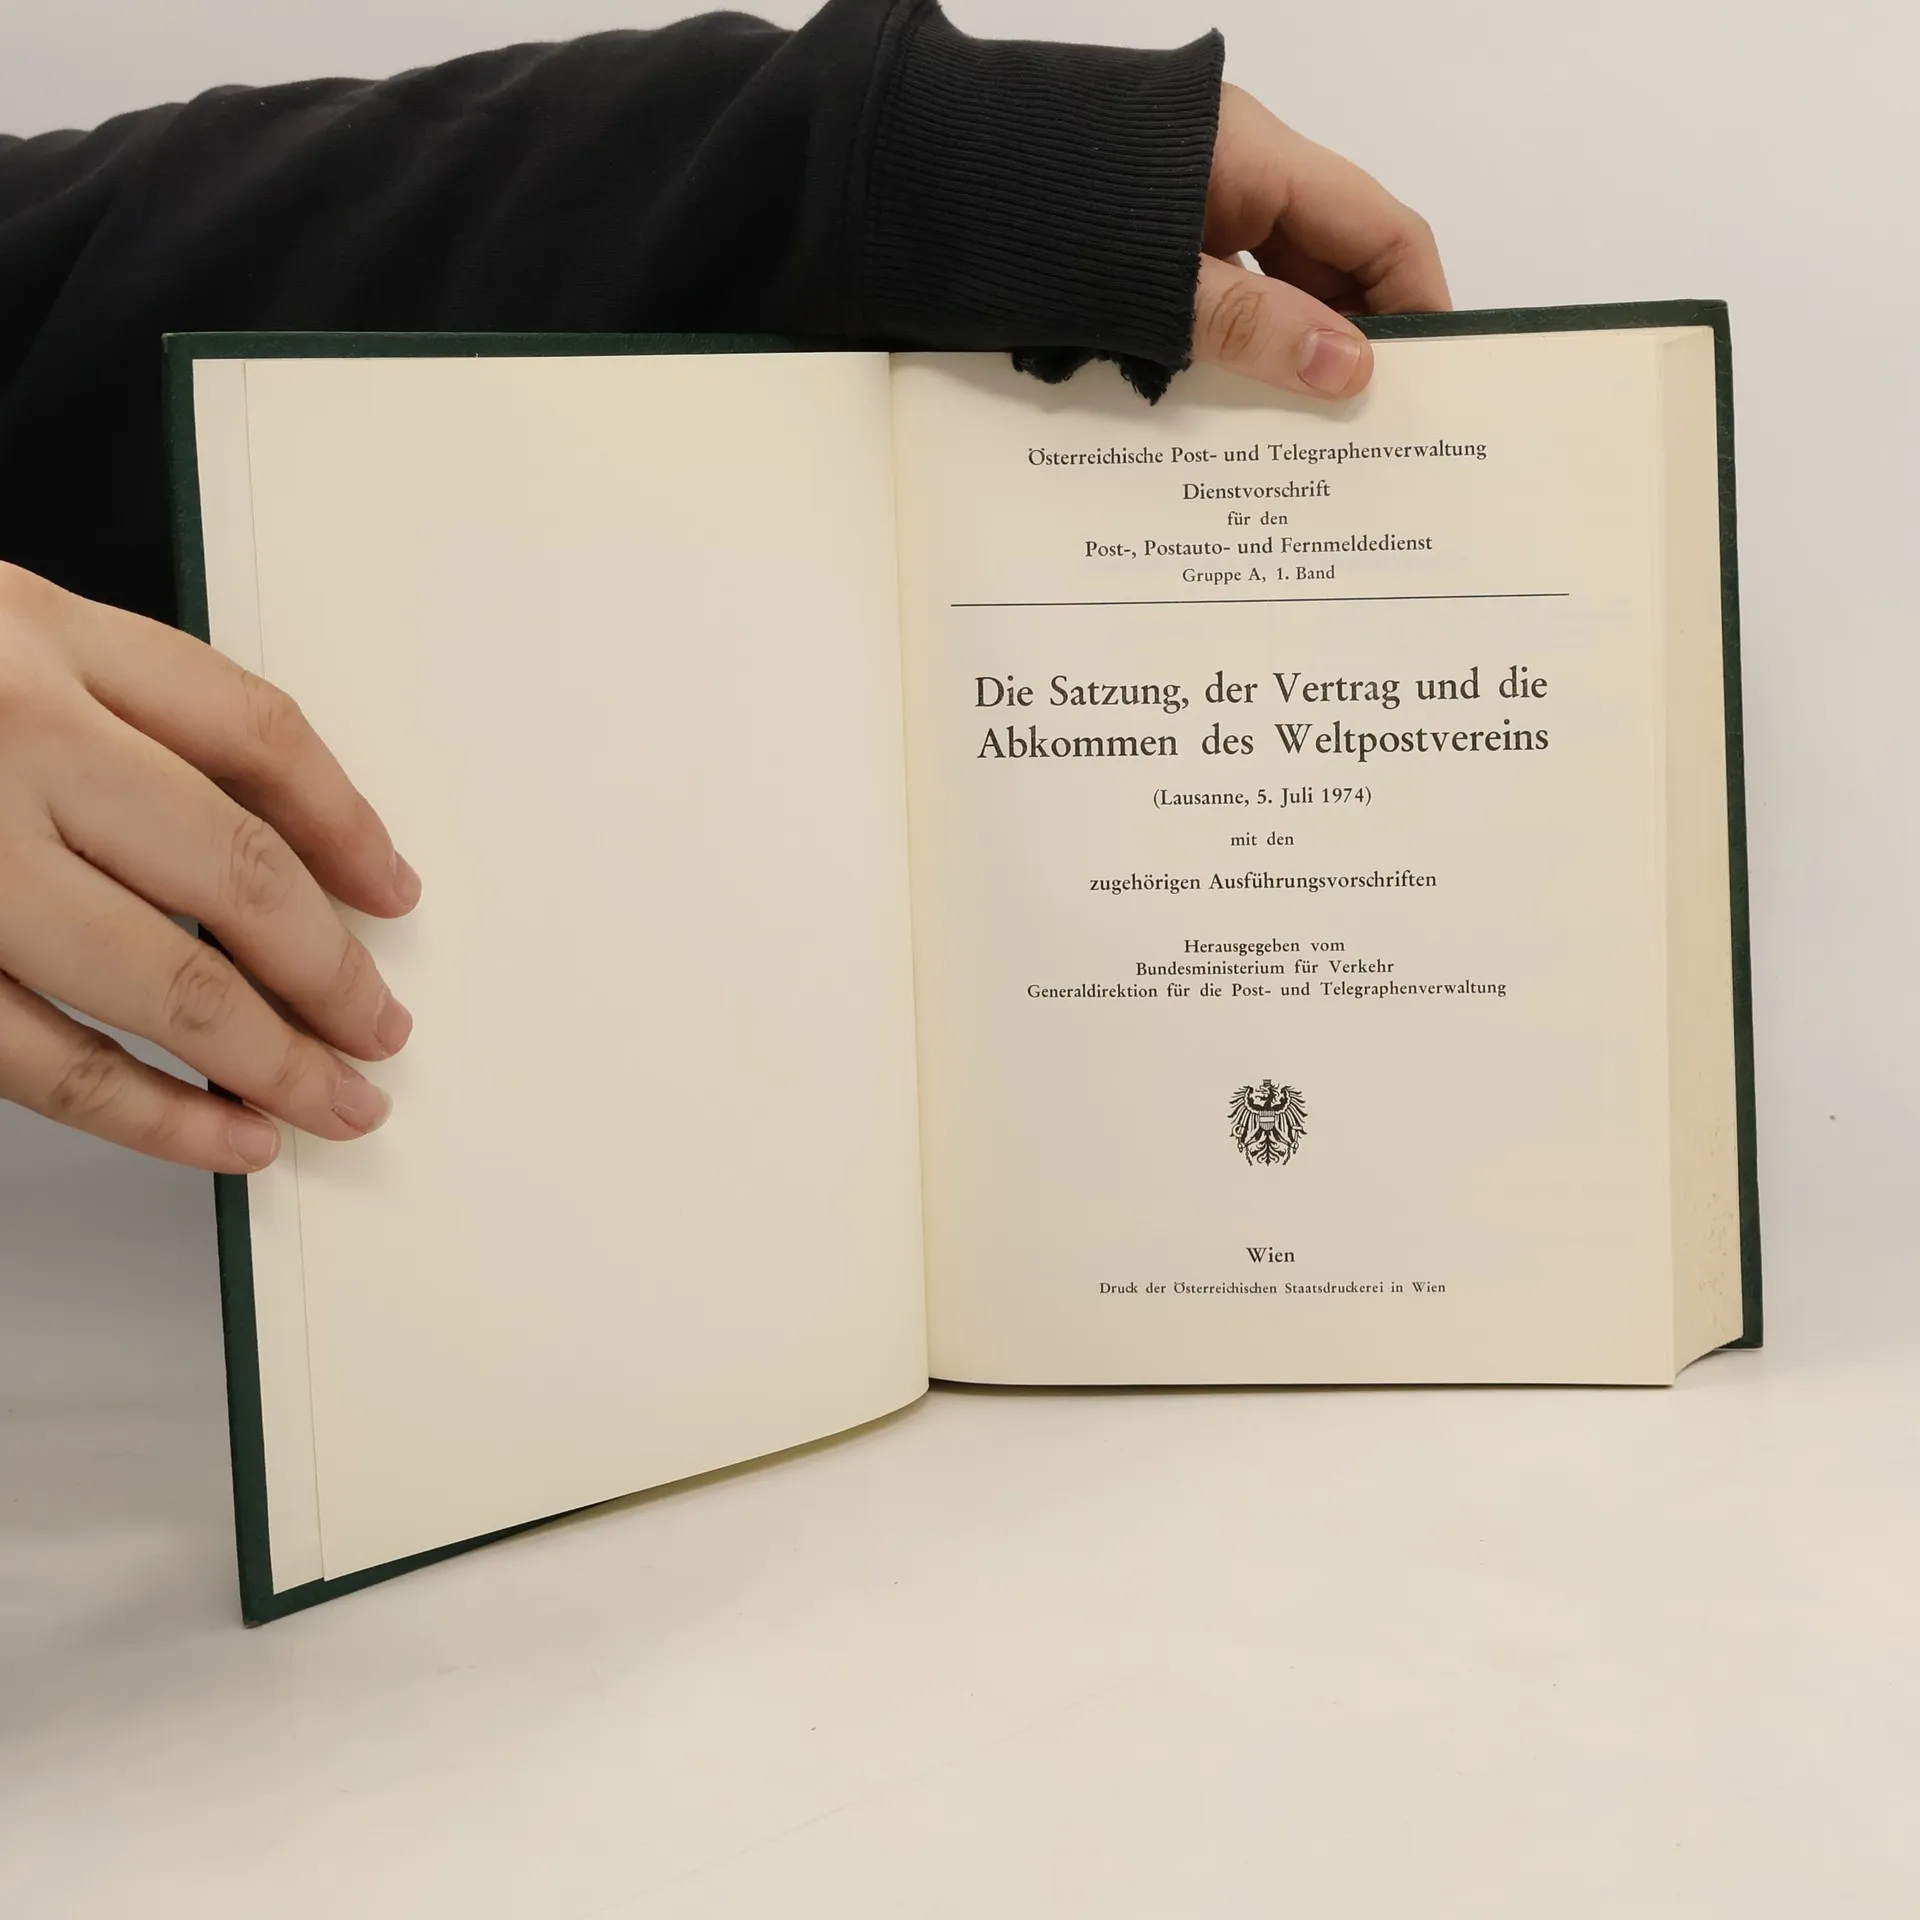 Österreichische Post- und Telegraphenverwaltung
Dienstvorschrift
für den
Post-, Postauto- und Fernmeldedienst
Gruppe A, 1. Band
Die Satzung, der Vertrag und die
Abkommen des Weltpostvereins
(Lausanne, 5. Juli 1974)
mit den
zugehörigen Ausführungsvorschriften
Herausgegeben vom
Bundesministerium für Verkehr
Generaldirektion für die Post- und Telegraphenverwaltung
Wien
Druck der Österreichischen Staatsdruckerei in Wien